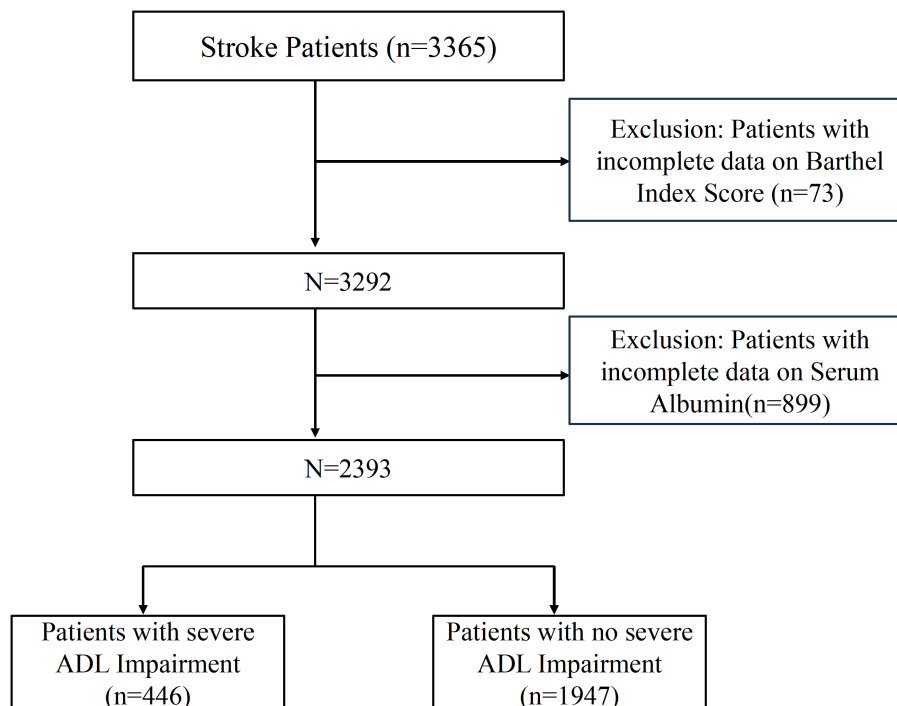 Stroke Patients (n=3365)
Exclusion: Patients with
incomplete data on Barthel
Index Score (n=73)
N=3292
Exclusion: Patients with
incomplete data on Serum
Albumin(n=899)
N=2393
Patients with severe
ADL Impairment
(n=446)
Patients with no severe
ADL Impairment
(n=1947)